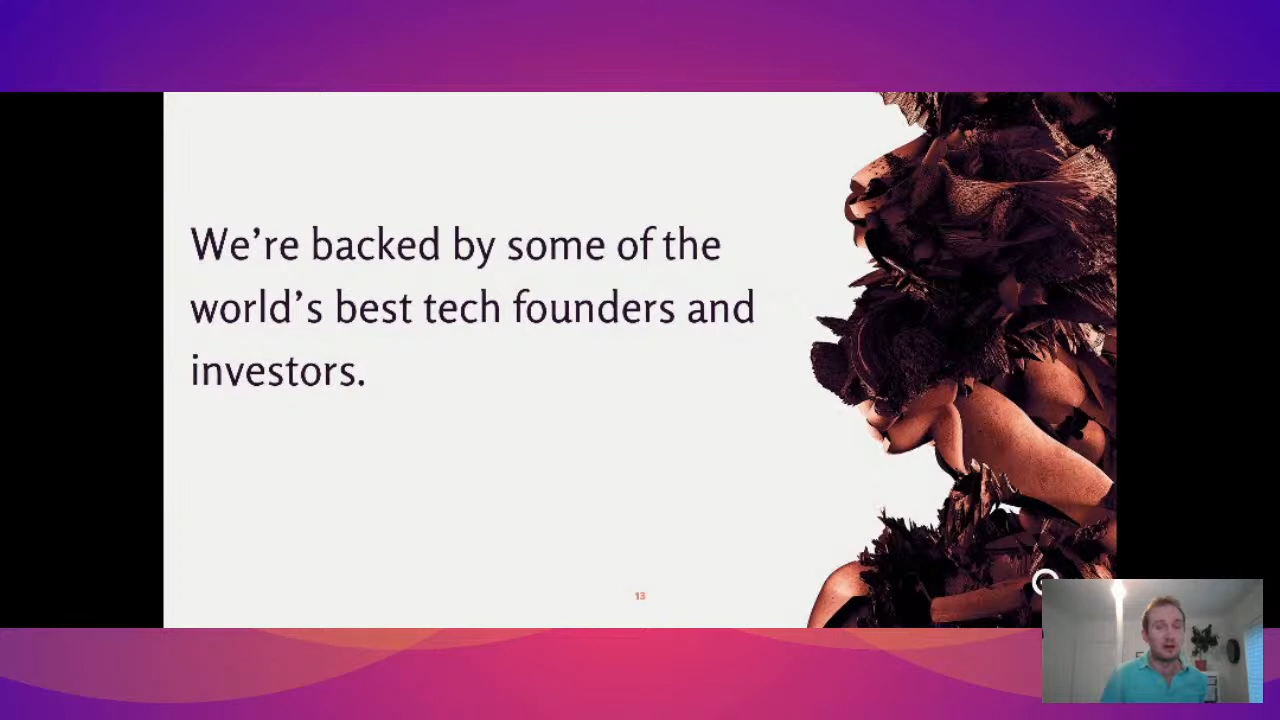 We’re backed by some of the
world’s best tech founders and
investors.
13